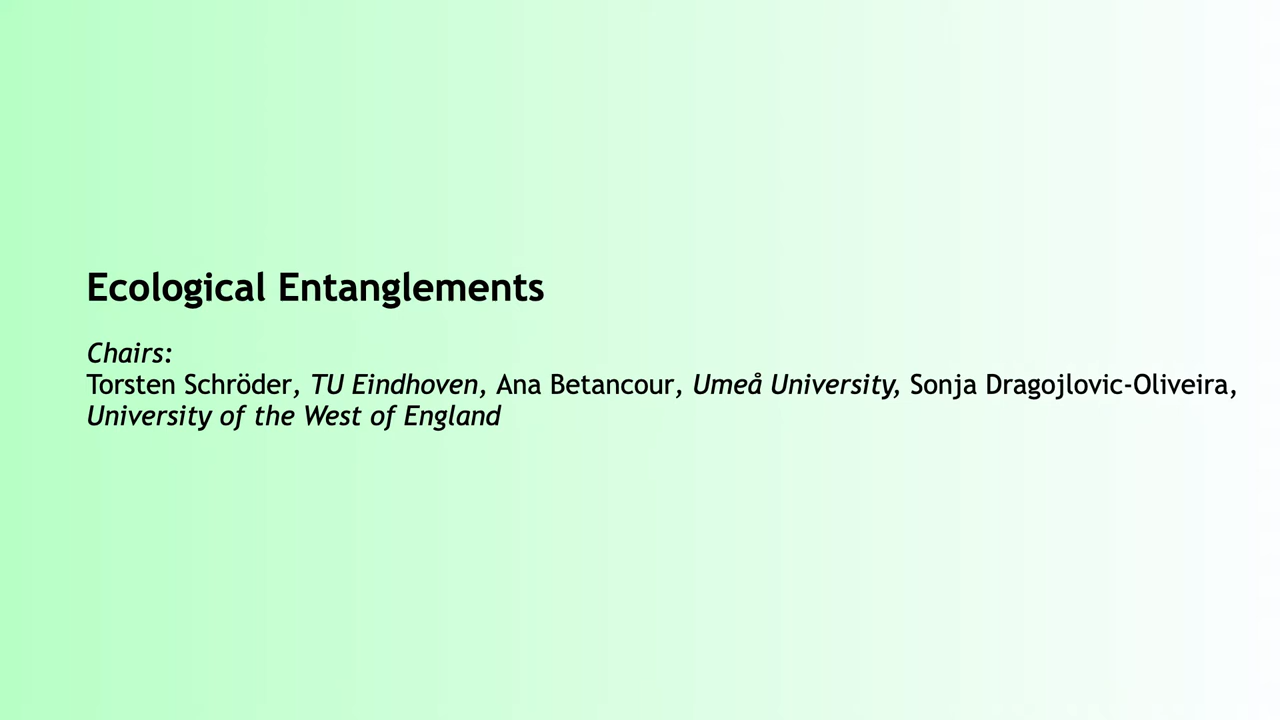 Ecological Entanglements
Chairs:
Torsten Schröder, TU Eindhoven, Ana Betancour, Umeå University, Sonja Dragojlovic-Oliveira,
University of the West of England